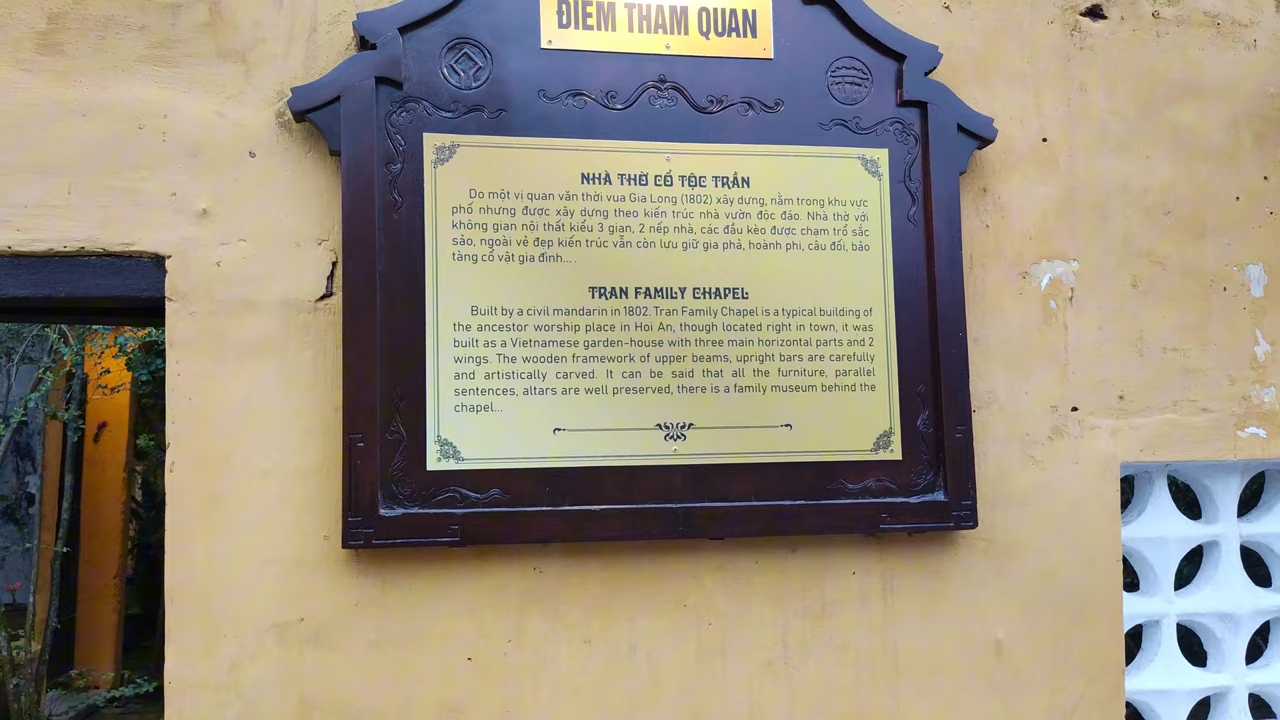 ĐIỂM THAM QUAN
NHÀ THỜ CỔ TỘC TRẦN
Do một vị quan văn thời vua Gia Long (1802) xây dựng, nằm trong khu vực
phố nhưng được xây dựng theo kiến trúc nhà vườn độc đáo. Nhà thờ với
không gian nội thất kiểu 3 gian, 2 nếp nhà, các đầu kèo được chạm trổ sắc
sảo, ngoài vẻ đẹp kiến trúc vẫn còn lưu giữ gia phả, hoành phi, câu đối, bảo
tàng cổ vật gia đình... .
TRAN FAMILY CHAPEL
Built by a civil mandarin in 1802. Tran Family Chapel is a typical building of
the ancestor worship place in Hoi An, though located right in town, it was
built as a Vietnamese garden-house with three main horizontal parts and 2
wings. The wooden framework of upper beams, upright bars are carefully
and artistically carved. It can be said that all the furniture, parallel
sentences, altars are well preserved, there is a family museum behind the
chapel...